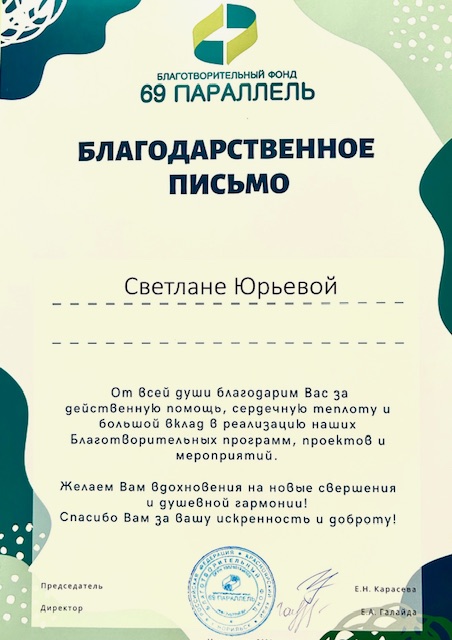 БЛАГОТВОРИТЕЛЬНЫЙ ФОНД
69 ПАРАЛЛЕЛЬ
БЛАГОДАРСТВЕННОЕ
ПИСЬМО
Светлане Юрьевой
От всей души благодарим Вас за
действенную помощь, сердечную теплоту и
большой вклад в реализацию наших
Благотворительных программ, проектов и
мероприятий.
Желаем Вам вдохновения на новые свершения
и душевной гармонии!
Спасибо Вам за вашу искренность и доброту!
69 ПАРАЛЛЕЛЬ
Председатель Е.Н. Карасева
Директор Е.А. Галайда